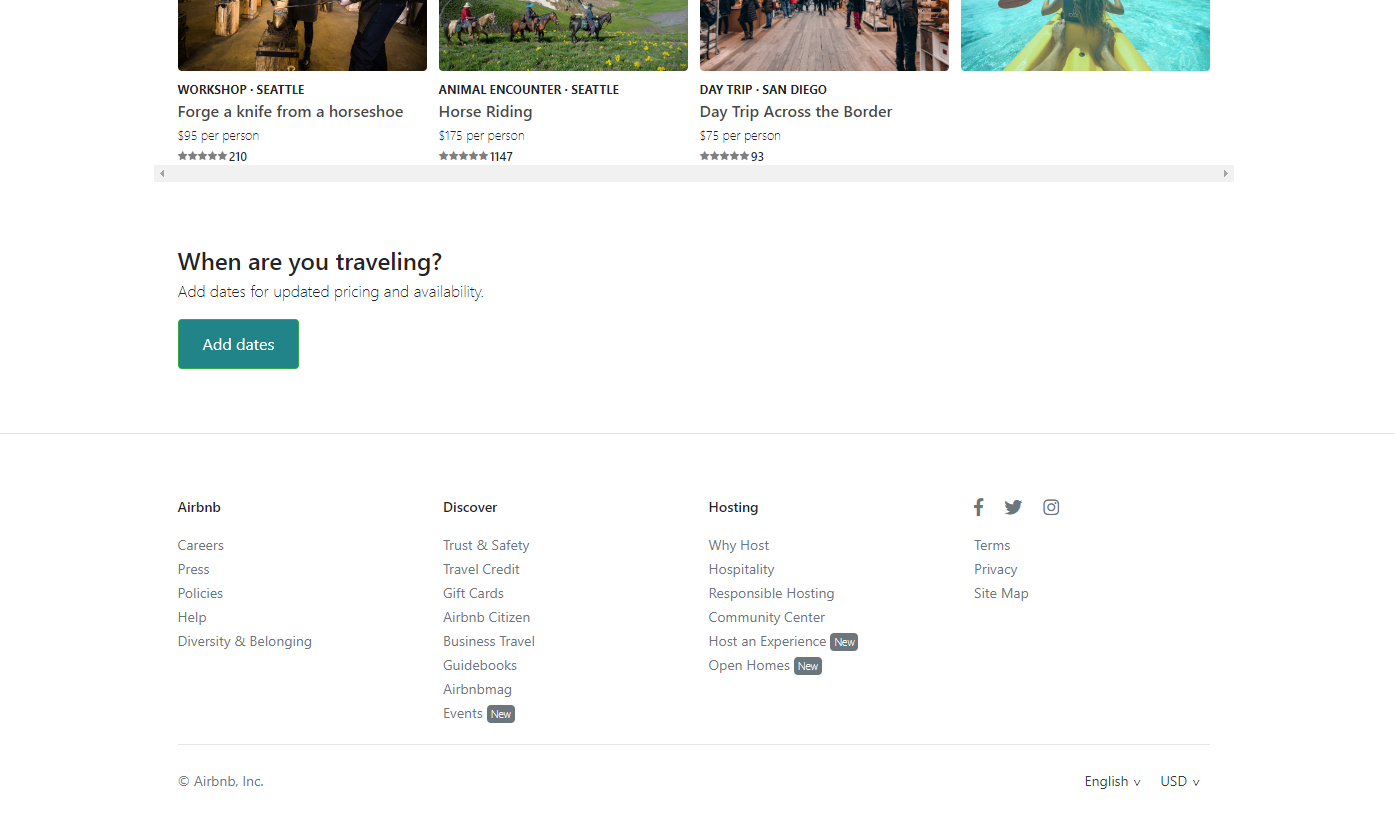 WORKSHOP · SEATTLE
Forge a knife from a horseshoe
$95 per person
★★★★★ 210
ANIMAL ENCOUNTER · SEATTLE
Horse Riding
$175 per person
★★★★★ 1147
DAY TRIP · SAN DIEGO
Day Trip Across the Border
$75 per person
★★★★★ 93
When are you traveling?
Add dates for updated pricing and availability.
Add dates
Airbnb
Careers
Press
Policies
Help
Diversity & Belonging
Discover
Trust & Safety
Travel Credit
Gift Cards
Airbnb Citizen
Business Travel
Guidebooks
Airbnbmag
Events New
Hosting
Why Host
Hospitality
Responsible Hosting
Community Center
Host an Experience New
Open Homes New
Terms
Privacy
Site Map
© Airbnb, Inc.
English ∨ USD ∨